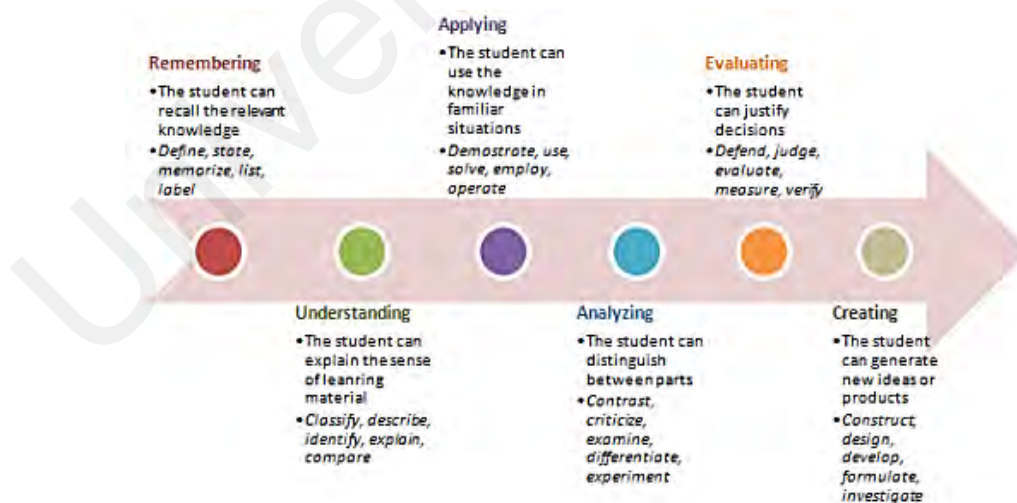 Remembering
•The student can
recall the relevant
knowledge
•Define, state,
memorize, list,
label
Understanding
•The student can
explain the sense
of leanring
material
•Classify, describe,
identify, explain,
compare
Applying
•The student can
use the
knowledge in
familiar
situations
•Demostrate, use,
solve, employ,
operate
Analyzing
•The student can
distinguish
between parts
•Contrast,
criticize,
examine,
differentiate,
experiment
Evaluating
•The student
can justify
decisions
•Defend, judge,
evaluate,
measure, verify
Creating
•The student
can generate
new ideas or
products
•Construct,
design,
develop,
formulate,
investigate
Univer